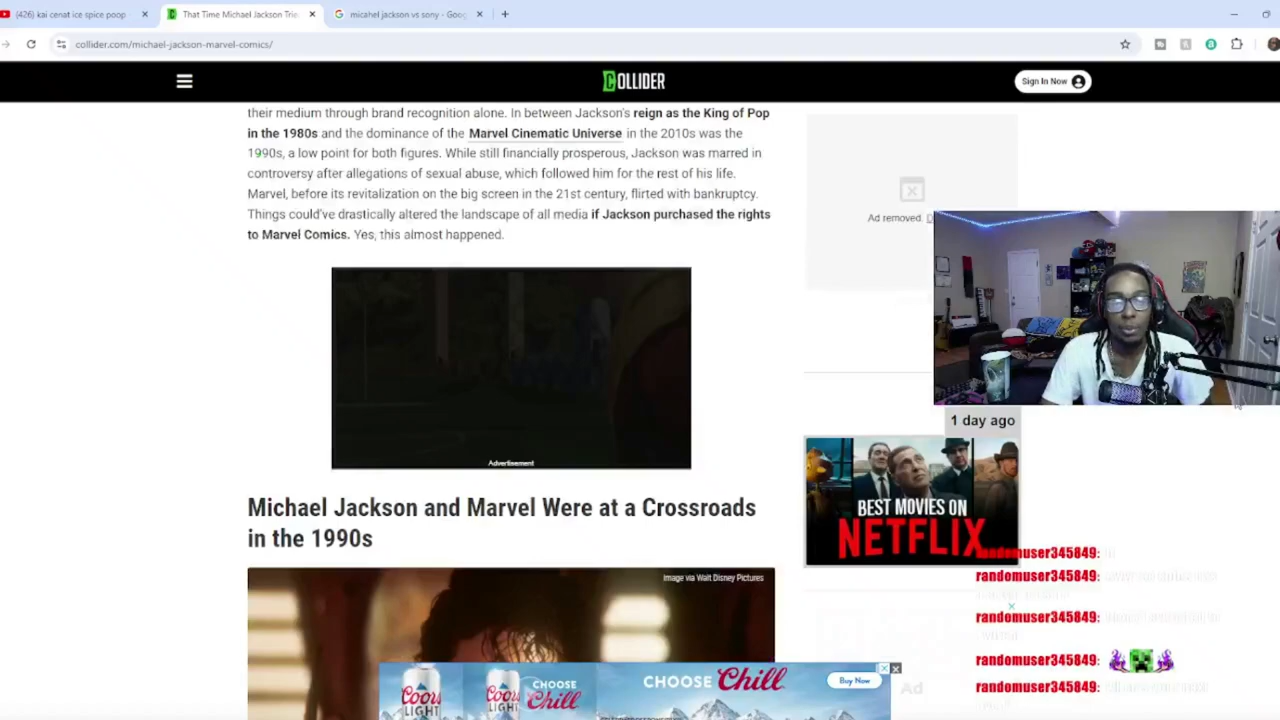 (426) kai cenat ice spice poop
That Time Michael Jackson Trie
micahel jackson vs sony - Goog
collider.com/michael-jackson-marvel-comics/
COLLIDER
Sign In Now
their medium through brand recognition alone. In between Jackson's reign as the King of Pop
in the 1980s and the dominance of the Marvel Cinematic Universe in the 2010s was the
1990s, a low point for both figures. While still financially prosperous, Jackson was marred in
controversy after allegations of sexual abuse, which followed him for the rest of his life.
Marvel, before its revitalization on the big screen in the 21st century, flirted with bankruptcy.
Things could've drastically altered the landscape of all media if Jackson purchased the rights
to Marvel Comics. Yes, this almost happened.
Ad removed.
Advertisement
1 day ago
BEST MOVIES ON
NETFLIX
Michael Jackson and Marvel Were at a Crossroads
in the 1990s
Image via Walt Disney Pictures
randomuser345849:
randomuser345849:
randomuser345849:
randomuser345849:
randomuser345849:
Coors
LIGHT
Coors
LIGHT
CHOOSE
Chill
CHOOSE Chill
Buy Now
Ad